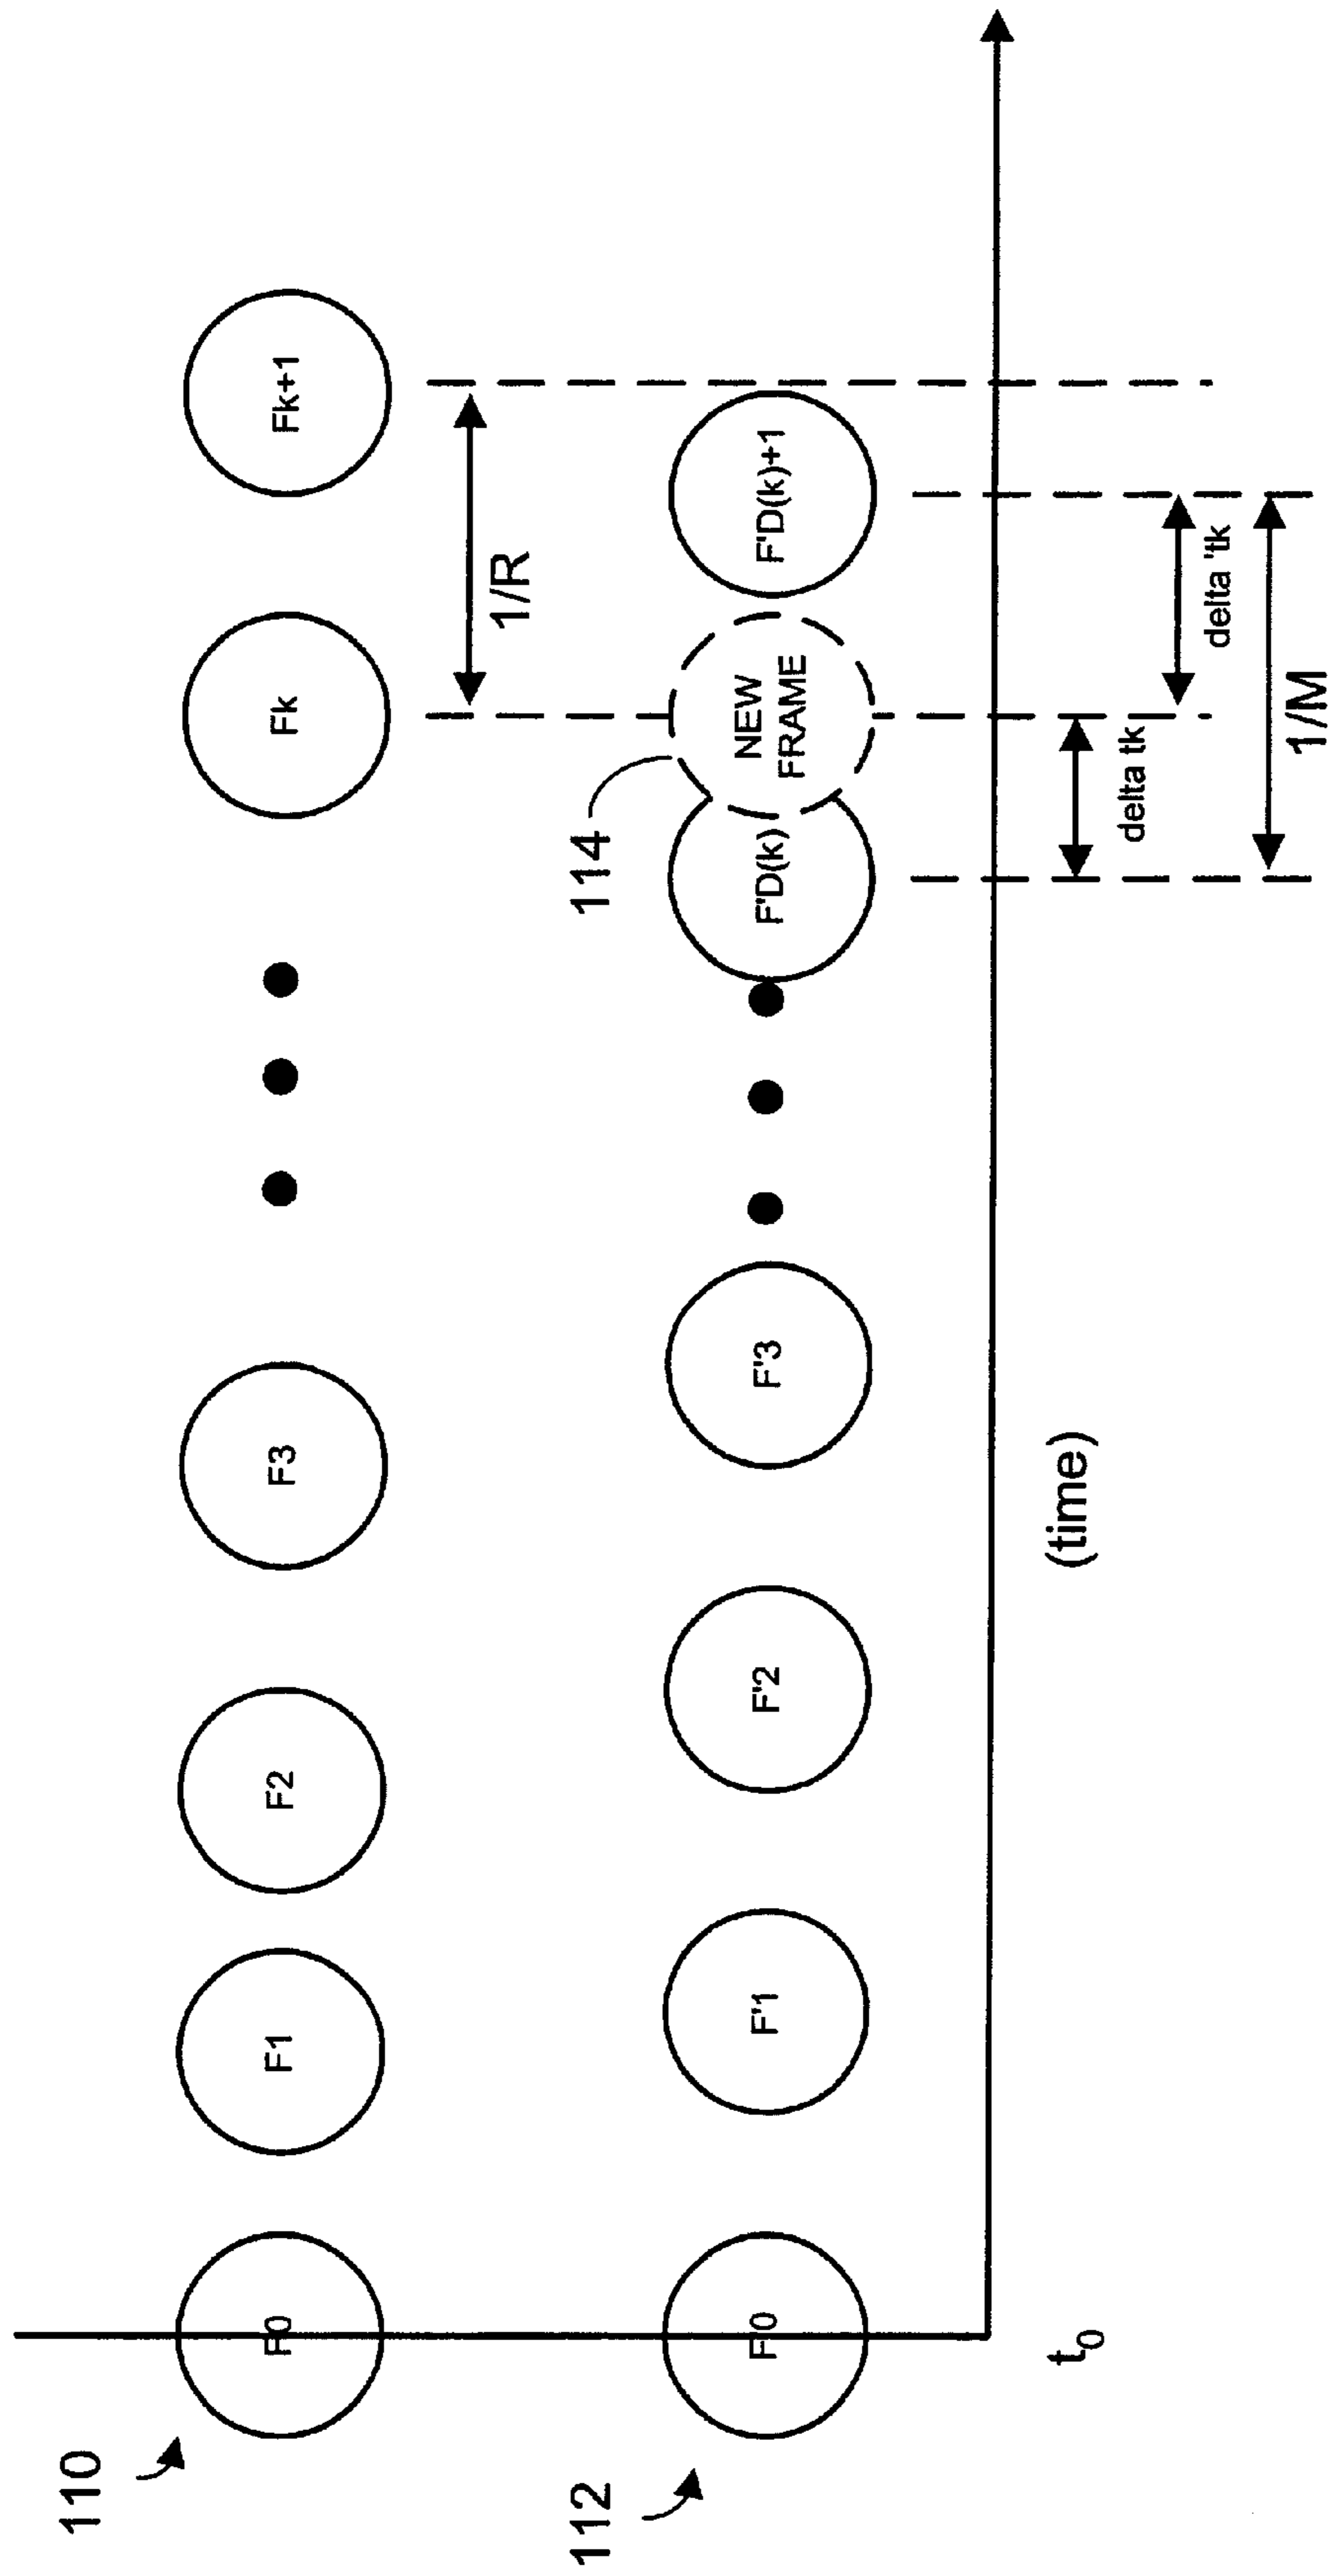 110
F0
F1
F2
F3
Fk
Fk+1
1/R
112
F'0
F'1
F'2
F'3
F'D(k)
NEW
FRAME
F'D(k)+1
114
t0
(time)
delta tk
delta 'tk
1/M